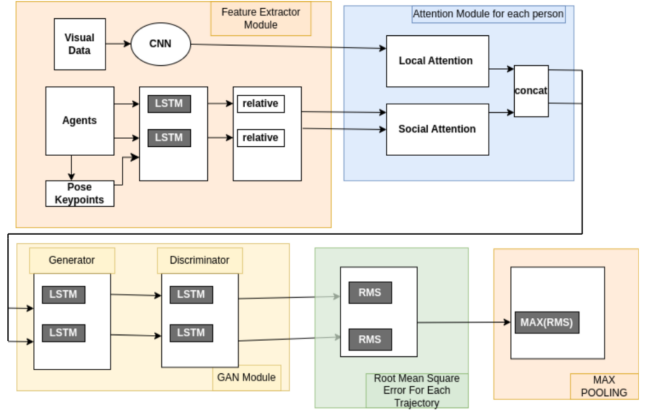 Feature Extractor
Module
Attention Module for each person
Visual
Data
CNN
Local Attention
concat
Agents
LSTM
relative
LSTM
relative
Social Attention
Pose
Keypoints
Generator
Discriminator
LSTM
LSTM
RMS
LSTM
LSTM
RMS
MAX(RMS)
GAN Module
Root Mean Square
Error For Each
Trajectory
MAX
POOLING